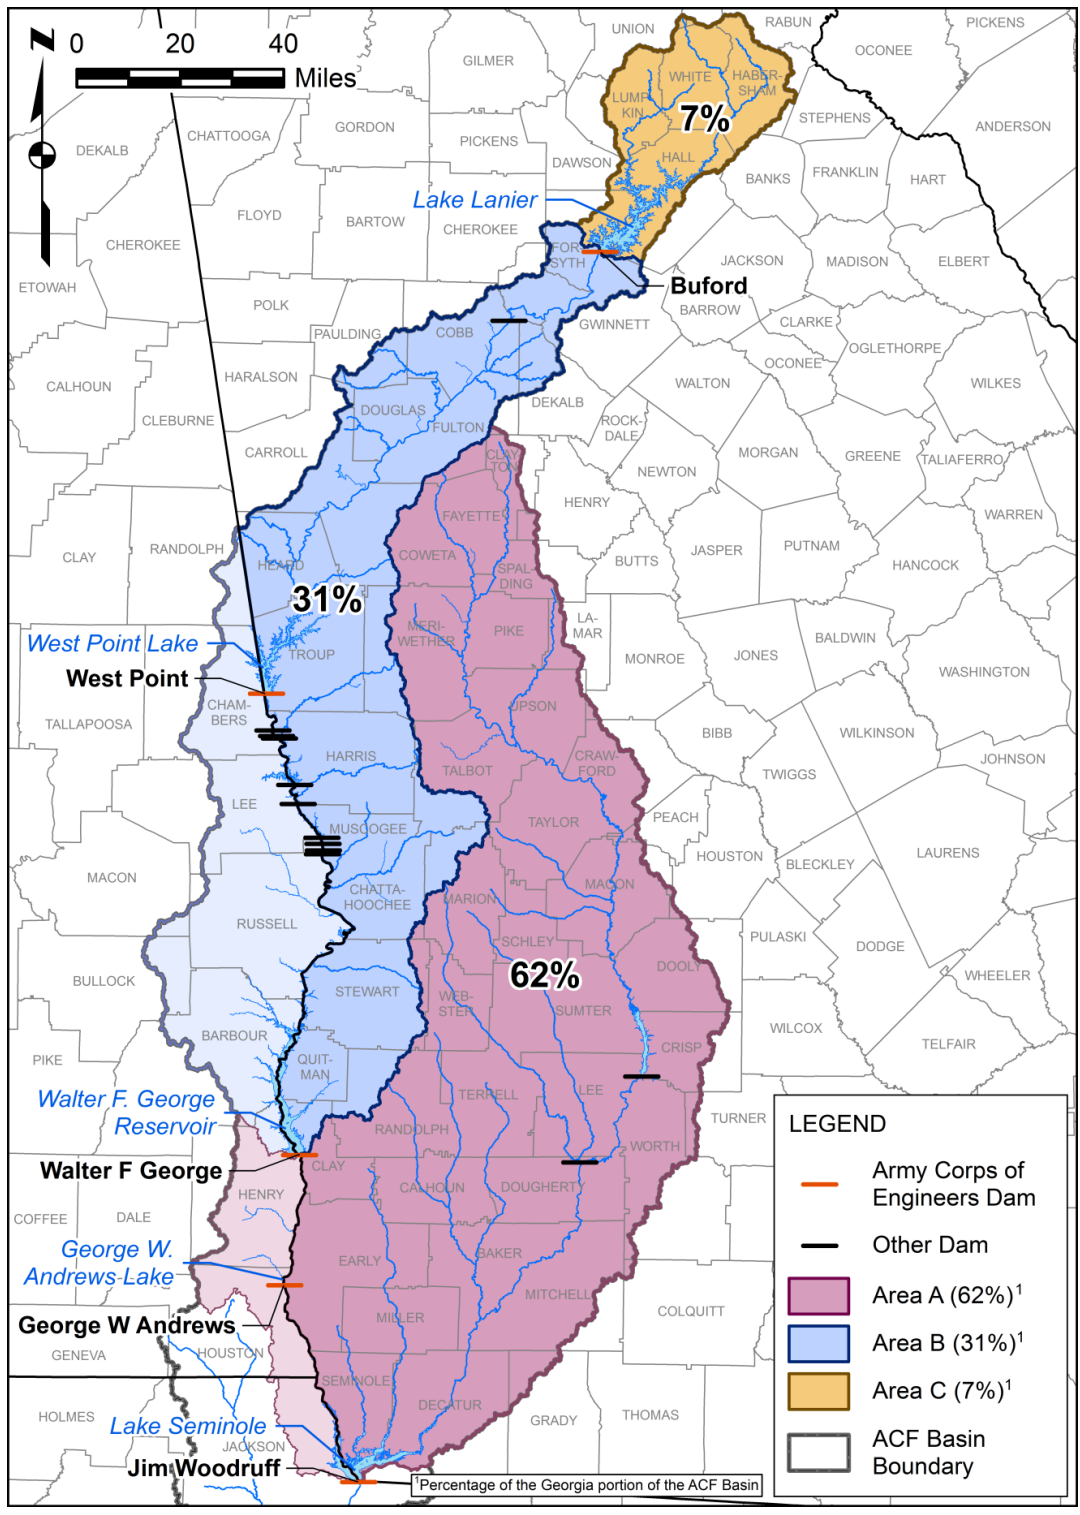 N
0 20 40
Miles
UNION
RABUN
PICKENS
OCONEE
GILMER
WHITE
HABER-
SHAM
LUMP
KIN
7%
STEPHENS
ANDERSON
CHATTOOGA
GORDON
PICKENS
DEKALB
DAWSON
HALL
BANKS
FRANKLIN
HART
Lake Lanier
FLOYD
BARTOW
CHEROKEE
CHEROKEE
FOR
SYTH
JACKSON
MADISON
ELBERT
ETOWAH
Buford
POLK
BARROW
PAULDING
COBB
GWINNETT
CLARKE
OCONEE
OGLETHORPE
HARALSON
CALHOUN
WALTON
WILKES
CLEBURNE
DOUGLAS
DEKALB
FULTON
ROCK-
DALE
CARROLL
CLAY
TON
NEWTON
MORGAN
GREENE
TALIAFERRO
HENRY
FAYETTE
WARREN
CLAY
RANDOLPH
COWETA
HEARD
SPAL-
DING
BUTTS
JASPER
PUTNAM
HANCOCK
31%
MERI-
WETHER
PIKE
LA-
MAR
BALDWIN
West Point Lake
TROUP
MONROE
JONES
WASHINGTON
West Point
CHAM-
BERS
UPSON
TALLAPOOSA
BIBB
WILKINSON
HARRIS
TALBOT
CRAW-
FORD
TWIGGS
JOHNSON
LEE
MUSCOGEE
TAYLOR
PEACH
HOUSTON
BLECKLEY
LAURENS
MACON
CHATTA-
HOOCHEE
MARION
MACON
RUSSELL
SCHLEY
PULASKI
DODGE
62%
DOOLY
BULLOCK
STEWART
WEB-
STER
SUMTER
WHEELER
WILCOX
BARBOUR
PIKE
QUIT-
MAN
CRISP
TELFAIR
Walter F. George
Reservoir
TERRELL
LEE
TURNER
RANDOLPH
WORTH
Walter F George
CLAY
HENRY
CALHOUN
DOUGHERTY
COFFEE
DALE
George W.
Andrews Lake
EARLY
BAKER
MITCHELL
COLQUITT
George W Andrews
MILLER
GENEVA
HOUSTON
SEMINOLE
HOLMES
DECATUR
GRADY
THOMAS
Lake Seminole
JACKSON
Jim Woodruff
1Percentage of the Georgia portion of the ACF Basin
LEGEND
Army Corps of
Engineers Dam
Other Dam
Area A (62%)1
Area B (31%)1
Area C (7%)1
ACF Basin
Boundary